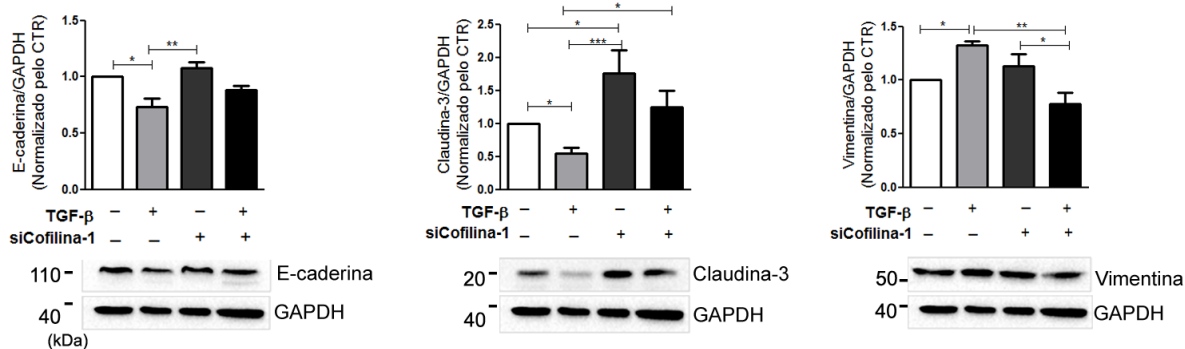 E-caderina/GAPDH
(Normalizado pelo CTR)
1.5
1.0
0.5
0.0
*
**
TGF-β – + – +
siCofilina-1 – – + +
110 E-caderina
40 GAPDH
(kDa)
Claudina-3/GAPDH
(Normalizado pelo CTR)
2.5
2.0
1.5
1.0
0.5
0.0
*
*
***
*
TGF-β – + – +
siCofilina-1 – – + +
20 Claudina-3
40 GAPDH
Vimentina/GAPDH
(Normalizado pelo CTR)
1.5
1.0
0.5
0.0
*
**
*
TGF-β – + – +
siCofilina-1 – – + +
50 Vimentina
40 GAPDH